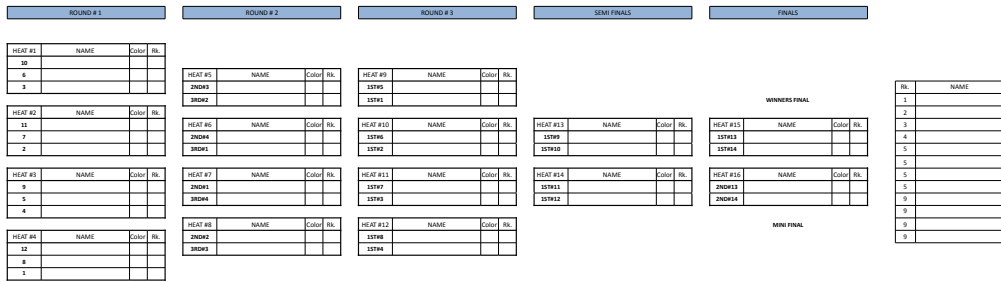 ROUND # 1
HEAT #1 NAME Color Rk.
10
6
3
HEAT #2 NAME Color Rk.
11
7
2
HEAT #3 NAME Color Rk.
9
5
4
HEAT #4 NAME Color Rk.
12
8
1
ROUND # 2
HEAT #5 NAME Color Rk.
2ND#3
3RD#2
HEAT #6 NAME Color Rk.
2ND#4
3RD#1
HEAT #7 NAME Color Rk.
2ND#1
3RD#4
HEAT #8 NAME Color Rk.
2ND#2
3RD#3
ROUND # 3
HEAT #9 NAME Color Rk.
1ST#5
1ST#1
HEAT #10 NAME Color Rk.
1ST#6
1ST#2
HEAT #11 NAME Color Rk.
1ST#7
1ST#3
HEAT #12 NAME Color Rk.
1ST#8
1ST#4
SEMI FINALS
HEAT #13 NAME Color Rk.
1ST#9
1ST#10
HEAT #14 NAME Color Rk.
1ST#11
1ST#12
FINALS
WINNERS FINAL
HEAT #15 NAME Color Rk.
1ST#13
1ST#14
HEAT #16 NAME Color Rk.
2ND#13
2ND#14
MINI FINAL
Rk. NAME
1
2
3
4
5
5
5
5
9
9
9
9